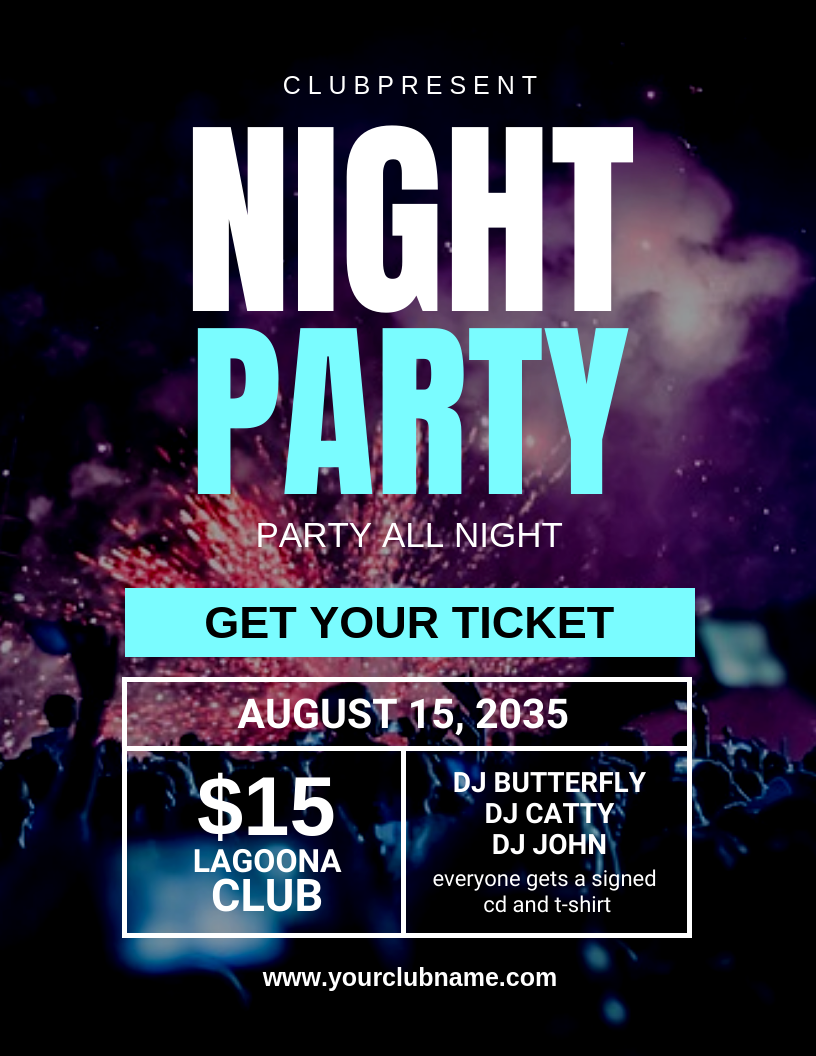 CLUBPRESENT
NIGHT
PARTY
PARTY ALL NIGHT
GET YOUR TICKET
AUGUST 15, 2035
$15
LAGOONA
CLUB
DJ BUTTERFLY
DJ CATTY
DJ JOHN
everyone gets a signed
cd and t-shirt
www.yourclubname.com